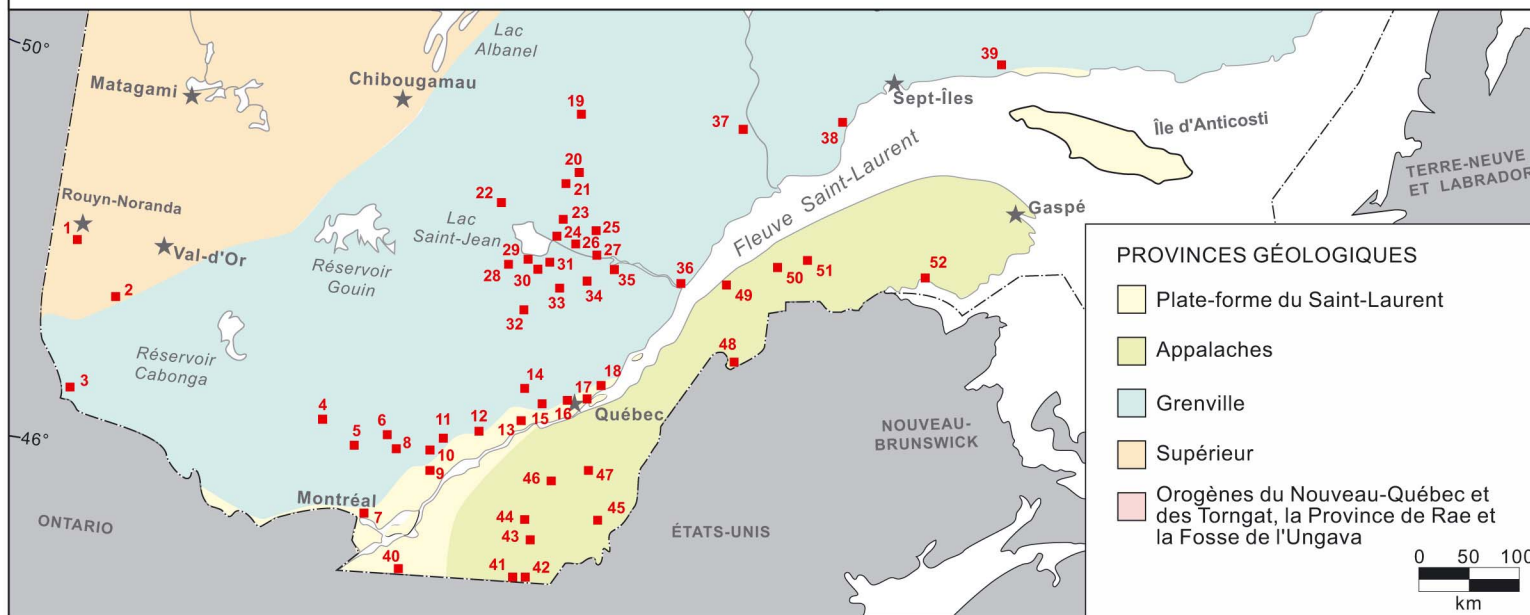 50°
Lac
Albanel
Matagami
Chibougamau
19
39
Sept-Îles
37
38
Île d'Anticosti
TERRE-NEUVE
ET LABRADOR
Fleuve Saint-Laurent
20
21
22
Rouyn-Noranda
1
Val-d'Or
Lac
Saint-Jean
23
24
25
26
27
Gaspé
28
29
30
31
32
33
34
35
36
Réservoir
Gouin
2
49
50
51
52
48
Réservoir
Cabonga
3
14
18
17
16
15
Québec
4
5
6
8
11
12
13
10
9
46°
NOUVEAU-
BRUNSWICK
46
47
Montréal
7
44
45
43
ONTARIO
ÉTATS-UNIS
40
41
42
PROVINCES GÉOLOGIQUES
Plate-forme du Saint-Laurent
Appalaches
Grenville
Supérieur
Orogènes du Nouveau-Québec et
des Torngat, la Province de Rae et
la Fosse de l'Ungava
0 50 100
km